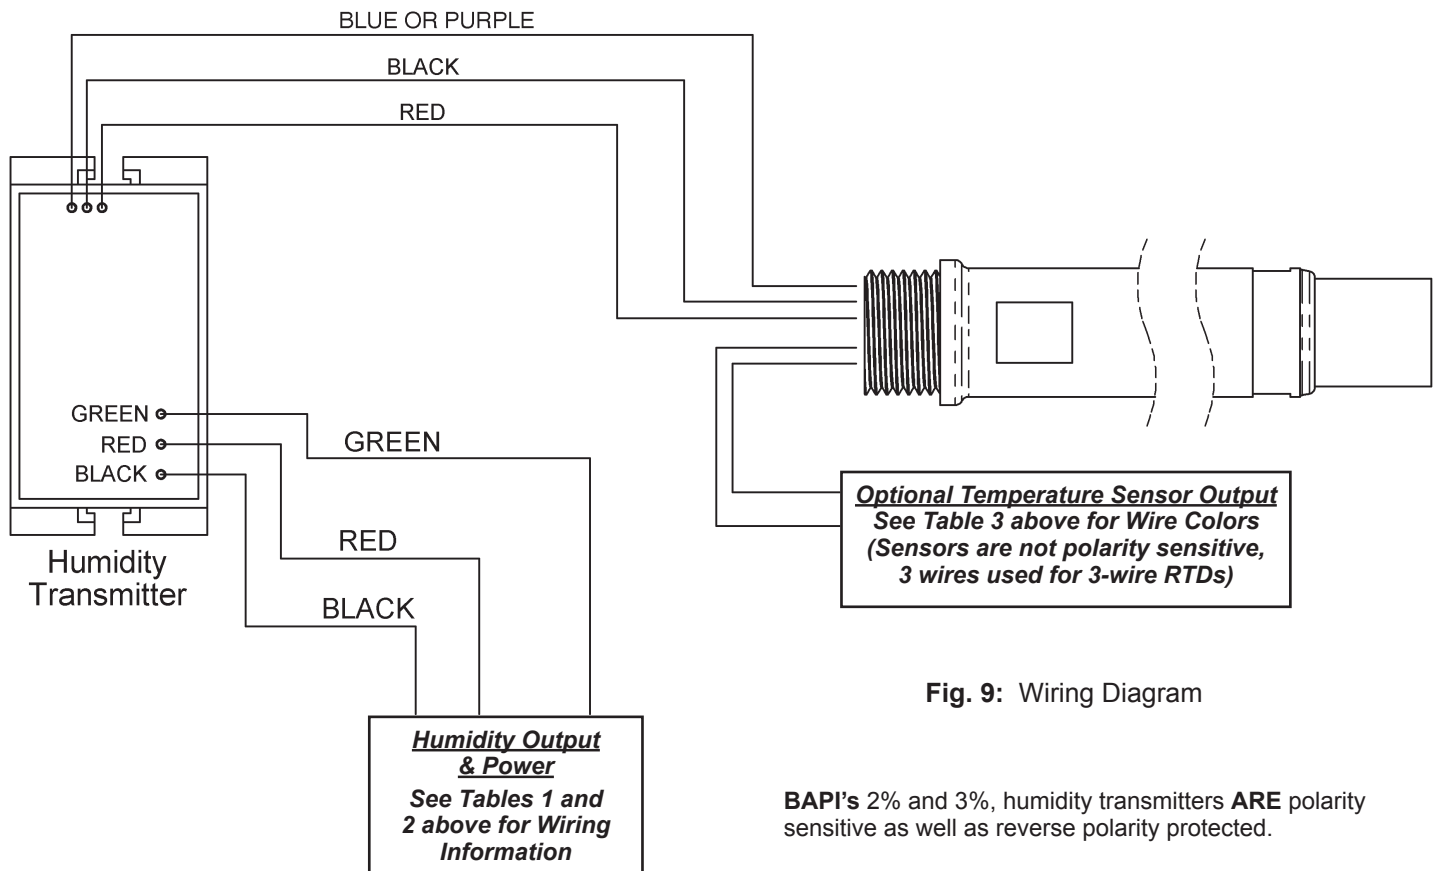 BLUE OR PURPLE
BLACK
RED
GREEN
RED
BLACK
GREEN
RED
BLACK
Humidity
Transmitter
Optional Temperature Sensor Output
See Table 3 above for Wire Colors
(Sensors are not polarity sensitive,
3 wires used for 3-wire RTDs)
Fig. 9: Wiring Diagram
Humidity Output
& Power
See Tables 1 and
2 above for Wiring
Information
BAPI's 2% and 3%, humidity transmitters ARE polarity
sensitive as well as reverse polarity protected.